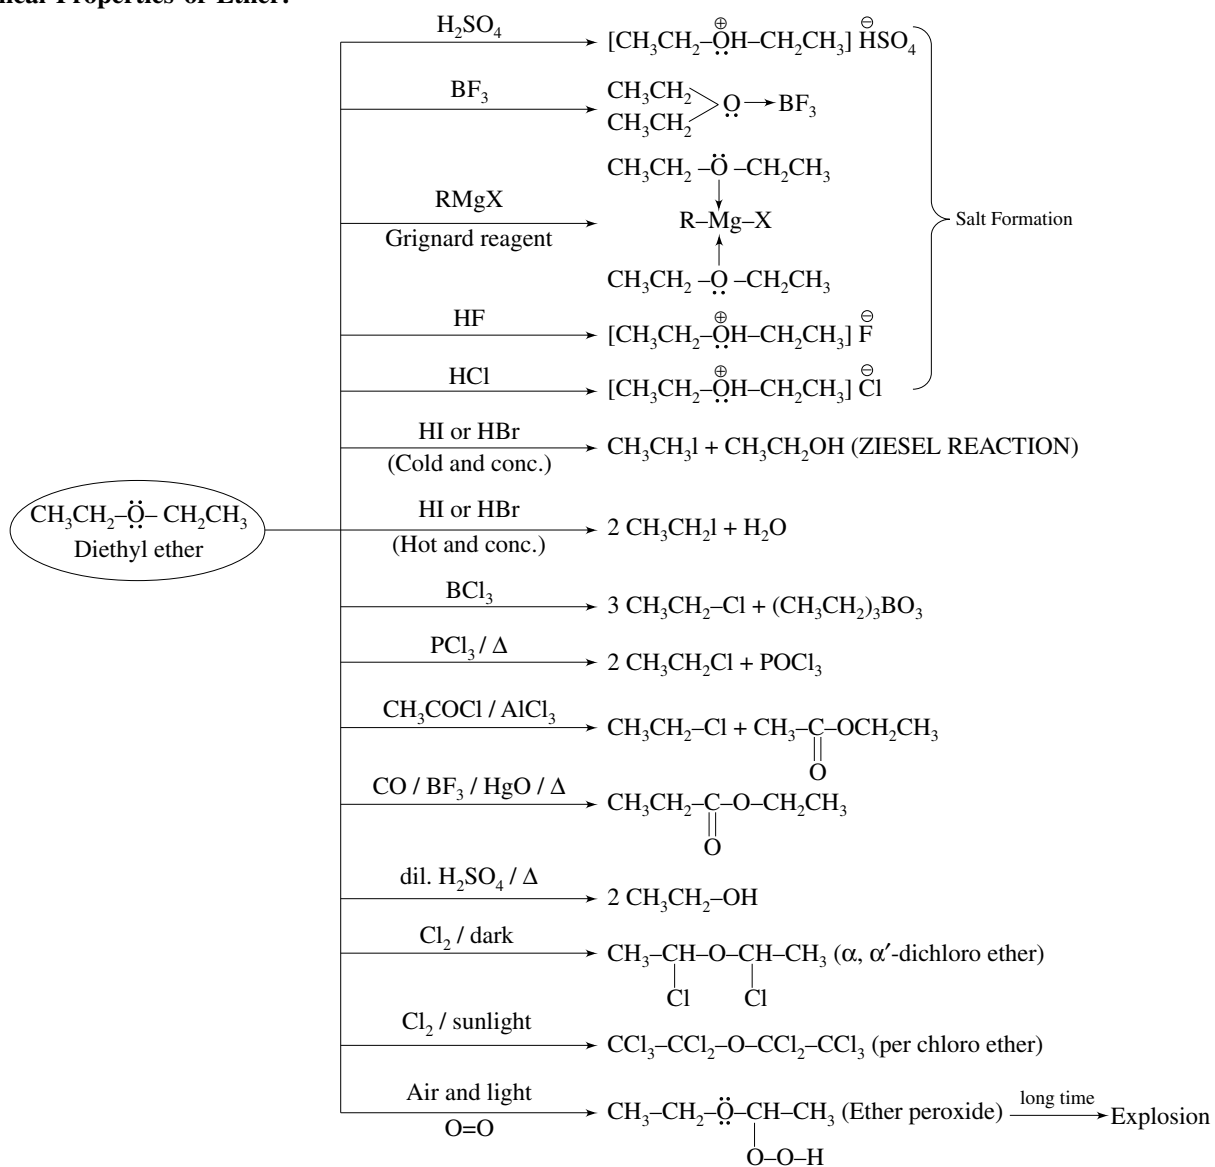 nical Properties of Ether:
H₂SO₄
[CH₃CH₂–ÖH–CH₂CH₃] HSO₄
⊕ ⊖
BF₃
CH₃CH₂
CH₃CH₂
O→BF₃
CH₃CH₂ –O –CH₂CH₃
RMgX
Grignard reagent
R–Mg–X
CH₃CH₂ –O –CH₂CH₃
Salt Formation
HF
⊕ ⊖
[CH₃CH₂–OH–CH₂CH₃] F
HCl
⊕ ⊖
[CH₃CH₂–OH–CH₂CH₃] Cl
HI or HBr
(Cold and conc.)
CH₃CH₃l + CH₃CH₂OH (ZIESEL REACTION)
CH₃CH₂–O– CH₂CH₃
Diethyl ether
HI or HBr
(Hot and conc.)
2 CH₃CH₂l + H₂O
BCl₃
3 CH₃CH₂–Cl + (CH₃CH₂)₃BO₃
PCl₃ / Δ
2 CH₃CH₂Cl + POCl₃
CH₃COCl / AlCl₃
CH₃CH₂–Cl + CH₃–C–OCH₂CH₃
O
CO / BF₃ / HgO / Δ
CH₃CH₂–C–O–CH₂CH₃
O
dil. H₂SO₄ / Δ
2 CH₃CH₂–OH
Cl₂ / dark
CH₃–CH–O–CH–CH₃ (α, α′-dichloro ether)
Cl Cl
Cl₂ / sunlight
CCl₃–CCl₂–O–CCl₂–CCl₃ (per chloro ether)
Air and light
O=O
CH₃–CH₂–O–CH–CH₃ (Ether peroxide)
long time
Explosion
O–O–H